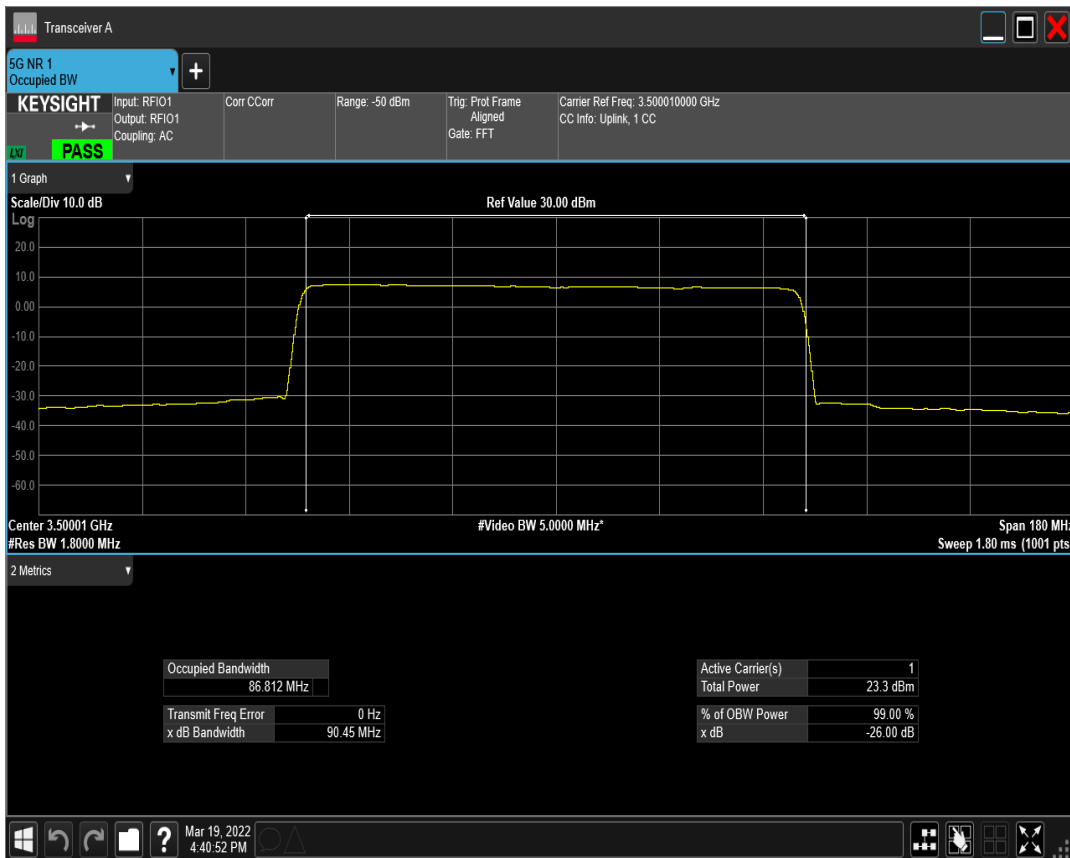 Transceiver A
5G NR 1
Occupied BW
+
KEYSIGHT
LXI
PASS
Input: RFIO1
Output: RFIO1
Coupling: AC
Corr CCorr
Range: -50 dBm
Trig: Prot Frame
Aligned
Gate: FFT
Carrier Ref Freq: 3.500010000 GHz
CC Info: Uplink, 1 CC
1 Graph
Scale/Div 10.0 dB
Ref Value 30.00 dBm
Log
20.0
10.0
0.00
-10.0
-20.0
-30.0
-40.0
-50.0
-60.0
Center 3.50001 GHz
#Video BW 5.0000 MHz*
Span 180 MHz
#Res BW 1.8000 MHz
Sweep 1.80 ms (1001 pts
2 Metrics
Occupied Bandwidth
86.812 MHz
Transmit Freq Error 0 Hz
x dB Bandwidth 90.45 MHz
Active Carrier(s) 1
Total Power 23.3 dBm
% of OBW Power 99.00 %
x dB -26.00 dB
?
Mar 19, 2022
4:40:52 PM